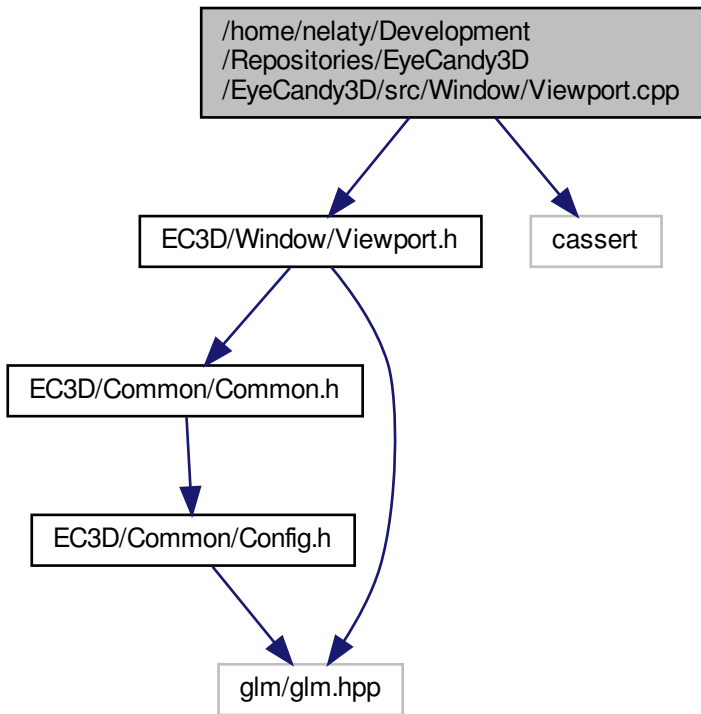 /home/nelaty/Development
/Repositories/EyeCandy3D
/EyeCandy3D/src/Window/Viewport.cpp
EC3D/Window/Viewport.h
cassert
EC3D/Common/Common.h
EC3D/Common/Config.h
glm/glm.hpp